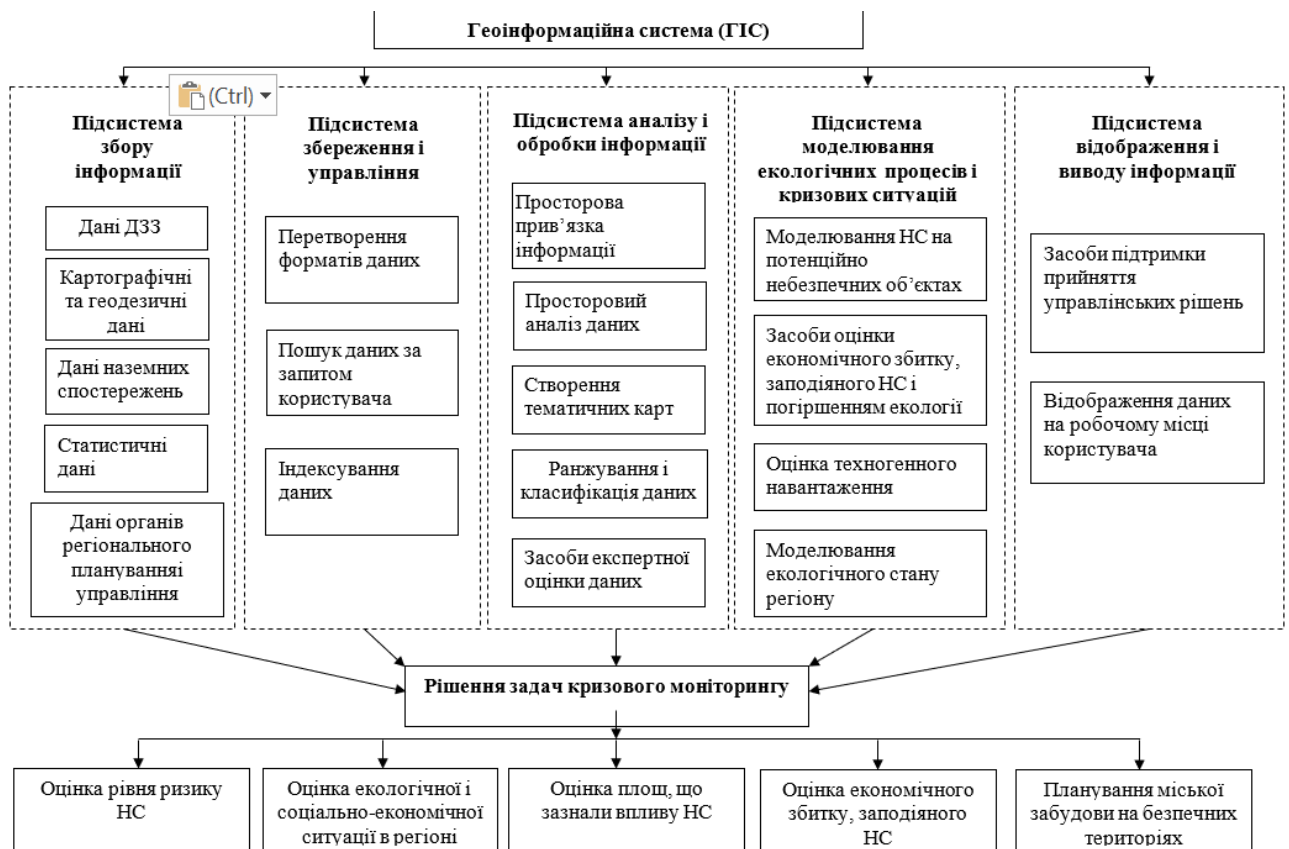 Геоінформаційна система (ГІС)
(Ctrl)
Підсистема
збору
інформації
Дані ДЗЗ
Картографічні
та геодезичні
дані
Дані наземних
спостережень
Статистичні
дані
Дані органів
регіонального
плануванняі
управління
Підсистема
збереження і
управління
Перетворення
форматів даних
Пошук даних за
запитом
користувача
Індексування
даних
Підсистема аналізу і
обробки інформації
Просторова
прив’язка
інформації
Просторовий
аналіз даних
Створення
тематичних карт
Ранжування і
класифікація даних
Засоби експертної
оцінки даних
Підсистема
моделювання
екологічних процесів і
кризових ситуацій
Моделювання НС на
потенційно
небезпечних об’єктах
Засоби оцінки
економічного збитку,
заподіяного НС і
погіршенням екології
Оцінка техногенного
навантаження
Моделювання
екологічного стану
регіону
Підсистема
відображення і
виводу інформації
Засоби підтримки
прийняття
управлінських рішень
Відображення даних
на робочому місці
користувача
Рішення задач кризового моніторингу
Оцінка рівня ризику
НС
Оцінка екологічної і
соціально-економічної
ситуації в регіоні
Оцінка площ, що
зазнали впливу НС
Оцінка економічного
збитку, заподіяного
НС
Планування міської
забудови на безпечних
територіях